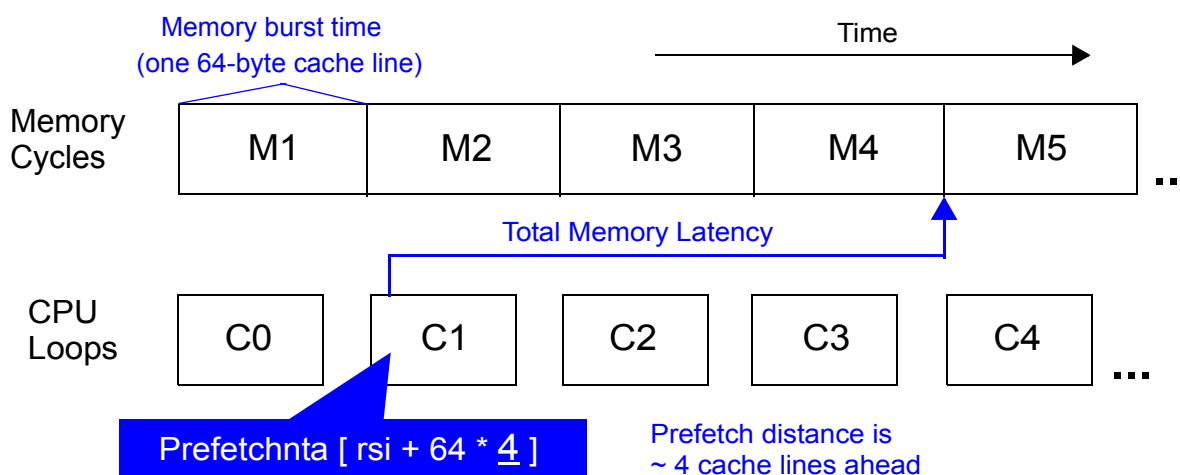 Memory burst time
(one 64-byte cache line)
Time
Memory
Cycles
M1
M2
M3
M4
M5
..
Total Memory Latency
CPU
Loops
C0
C1
C2
C3
C4
...
Prefetchnta [ rsi + 64 * 4 ]
Prefetch distance is
~ 4 cache lines ahead